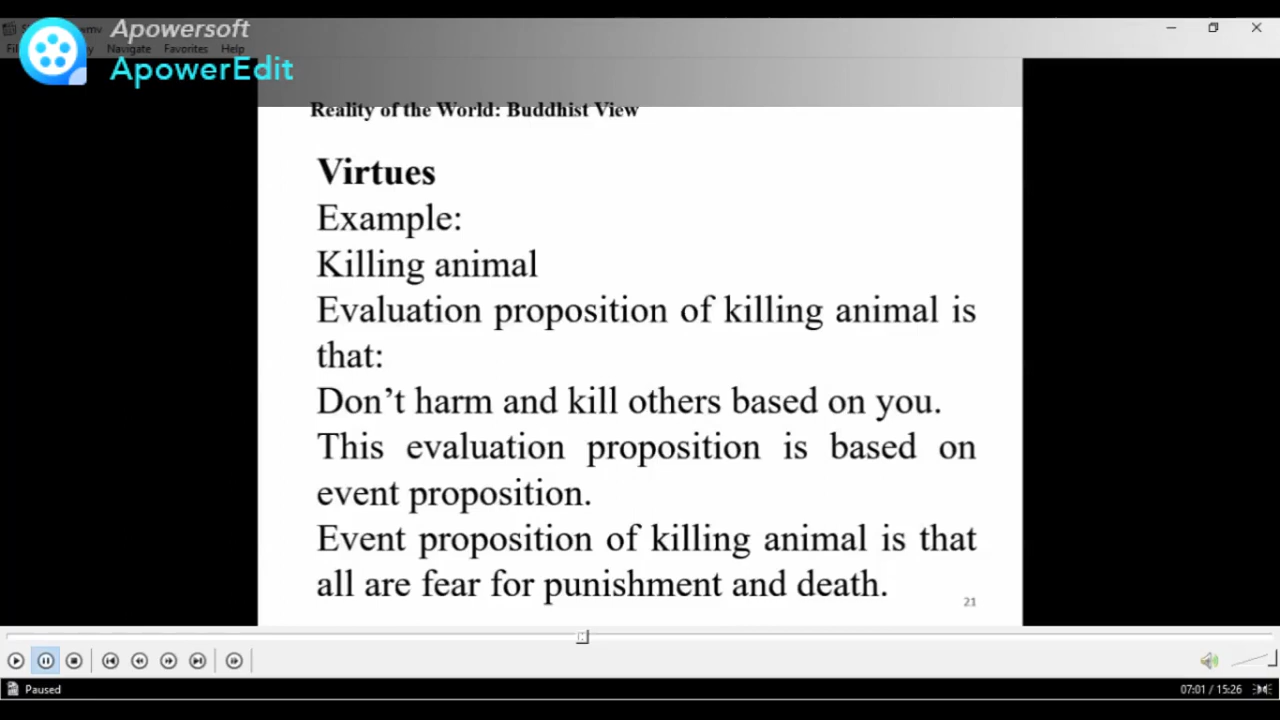 Apowersoft
ApowerEdit
Navigate Favorites Help
Reality of the World: Buddhist View
Virtues
Example:
Killing animal
Evaluation proposition of killing animal is
that:
Don’t harm and kill others based on you.
This evaluation proposition is based on
event proposition.
Event proposition of killing animal is that
all are fear for punishment and death.
21
Paused
07:01 / 15:26